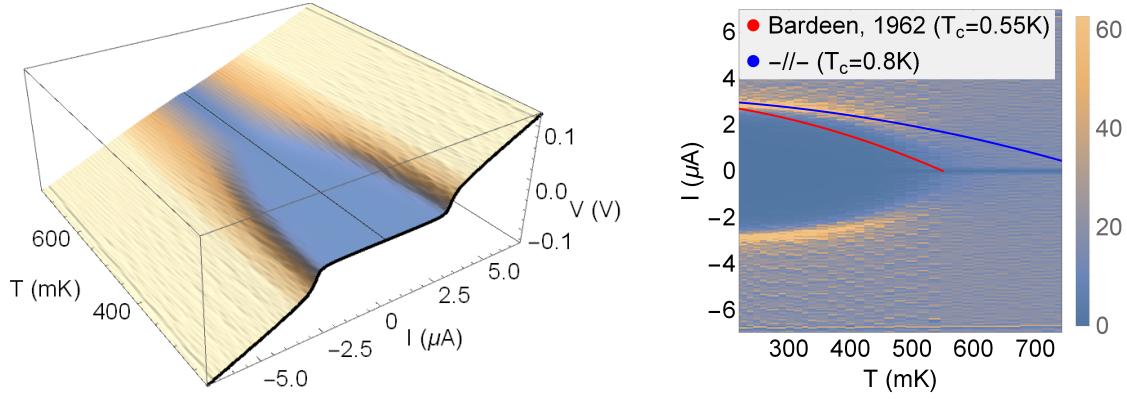 0.1
0.0
V (V)
−0.1
600
T (mK)
400
5.0
2.5
0
I (μA)
−2.5
−5.0
6
4
2
0
−2
−4
−6
I (μA)
Bardeen, 1962 (Tc=0.55K)
−//− (Tc=0.8K)
300 400 500 600 700
T (mK)
60
40
20
0